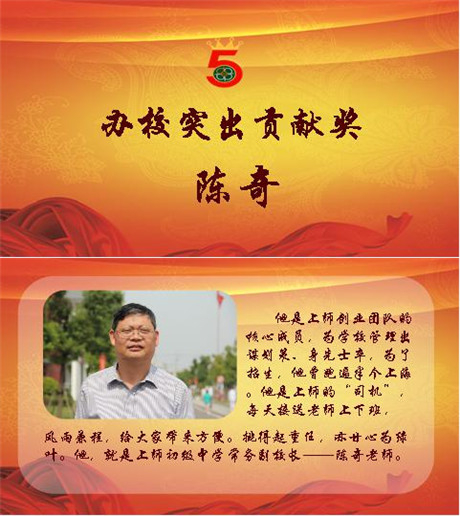 5
办校突出贡献奖
陈奇
他是上师创业团队的
核心成员，为学校管理出
谋划策、身先士卒，为了
招生，他曾跑遍半个上海
。他是上师的“司机”，
每天接送老师上下班，
风雨兼程，给大家带来方便。挑得起重任，亦甘心为绿
叶。他，就是上师初级中学常务副校长——陈奇老师。